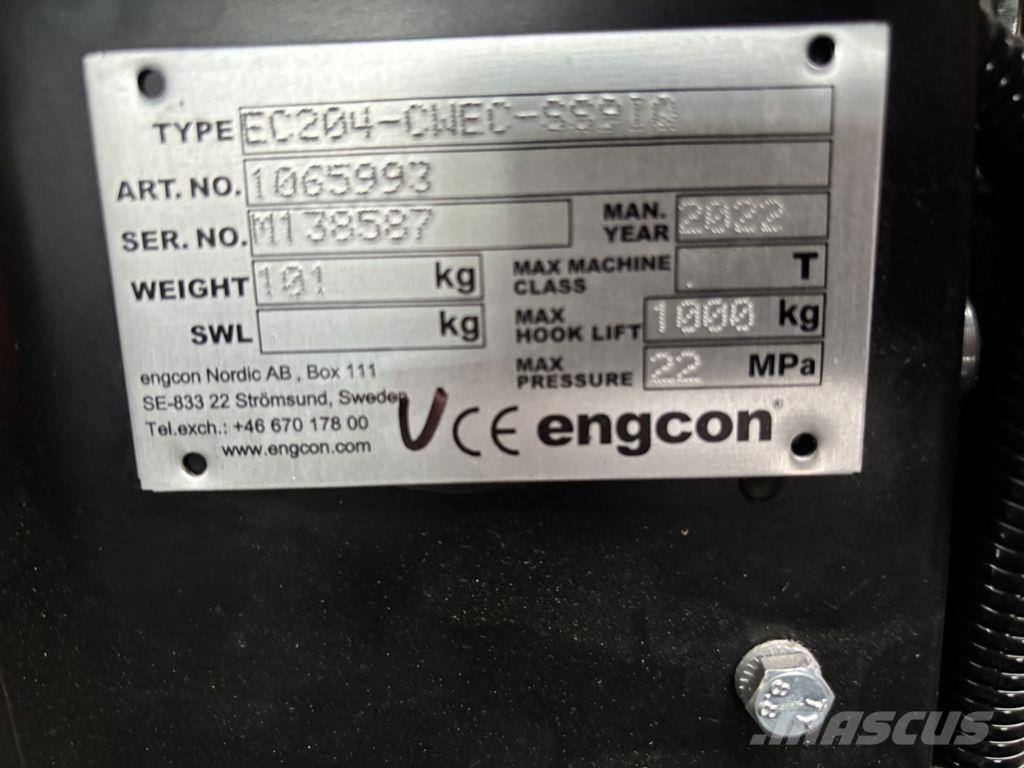 TYPE EC204-CWEC-SS9I0
ART. NO. 1065993
SER. NO. M138587
MAN. YEAR 2022
WEIGHT 101 kg
MAX MACHINE CLASS T
SWL kg
MAX HOOK LIFT 1000 kg
MAX PRESSURE 22 MPa
engcon Nordic AB , Box 111
SE-833 22 Strömsund, Sweden
Tel.exch.: +46 670 178 00
www.engcon.com
V CE engcon®
8.8
MASCUS